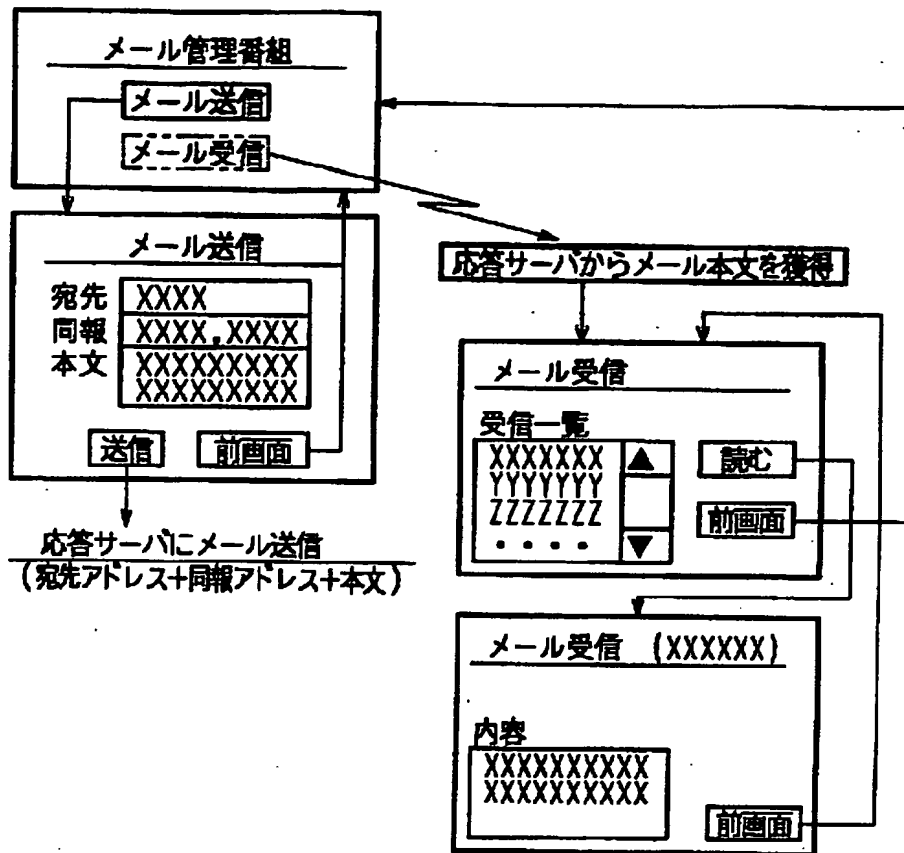 メール管理番組
メール送信
メール受信
メール送信
宛先 XXXX
同報 XXXX,XXXX
本文 XXXXXXXXX
XXXXXXXXX
送信 前画面
応答サーバにメール送信
(宛先アドレス+同報アドレス+本文)
応答サーバからメール本文を獲得
メール受信
受信一覧
XXXXXXX
YYYYYYY
ZZZZZZZ
・・・・
▲
▼
読む
前画面
メール受信 (XXXXXX)
内容
XXXXXXXXXX
XXXXXXXXXX
前画面